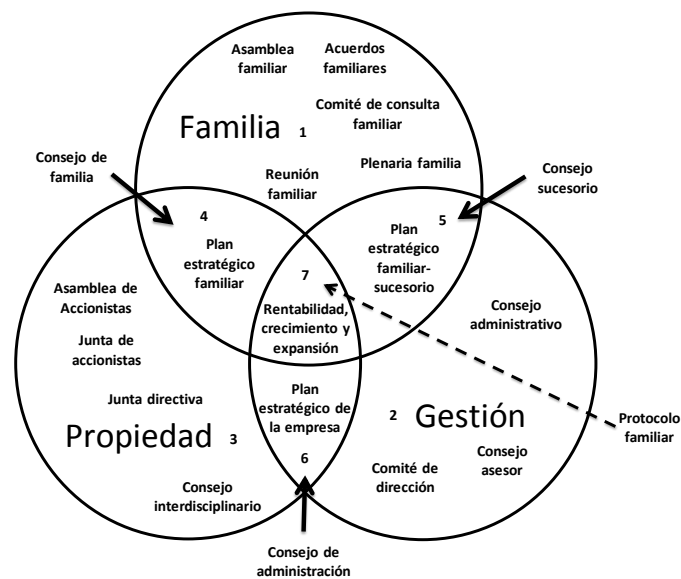 Asamblea
familiar
Acuerdos
familiares
Familia 1
Comité de consulta
familiar
Plenaria familia
Reunión
familiar
Consejo de
familia
Consejo
sucesorio
4
Plan
estratégico
familiar
5
Plan
estratégico
familiar-
sucesorio
7
Rentabilidad,
crecimiento y
expansión
Asamblea de
Accionistas
Junta de
accionistas
Junta directiva
Propiedad 3
Consejo
interdisciplinario
Consejo
administrativo
2 Gestión
Comité de
dirección
Consejo
asesor
Plan
estratégico de
la empresa
6
Protocolo
familiar
Consejo de
administración